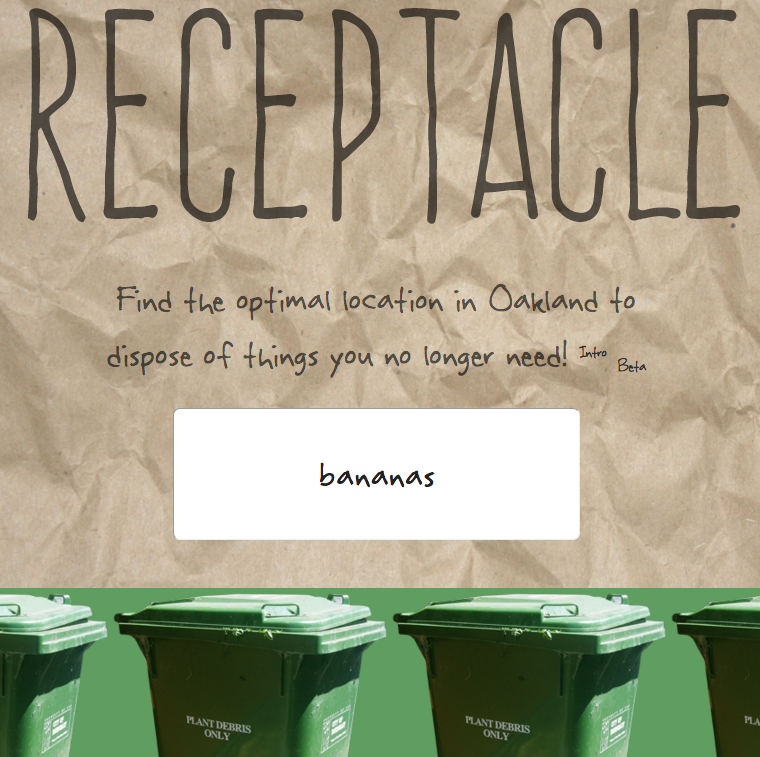 RECEPTACLE
Find the optimal location in Oakland to
dispose of things you no longer need! Intro Beta
bananas
PLANT DEBRIS
ONLY
PLANT DEBRIS
ONLY